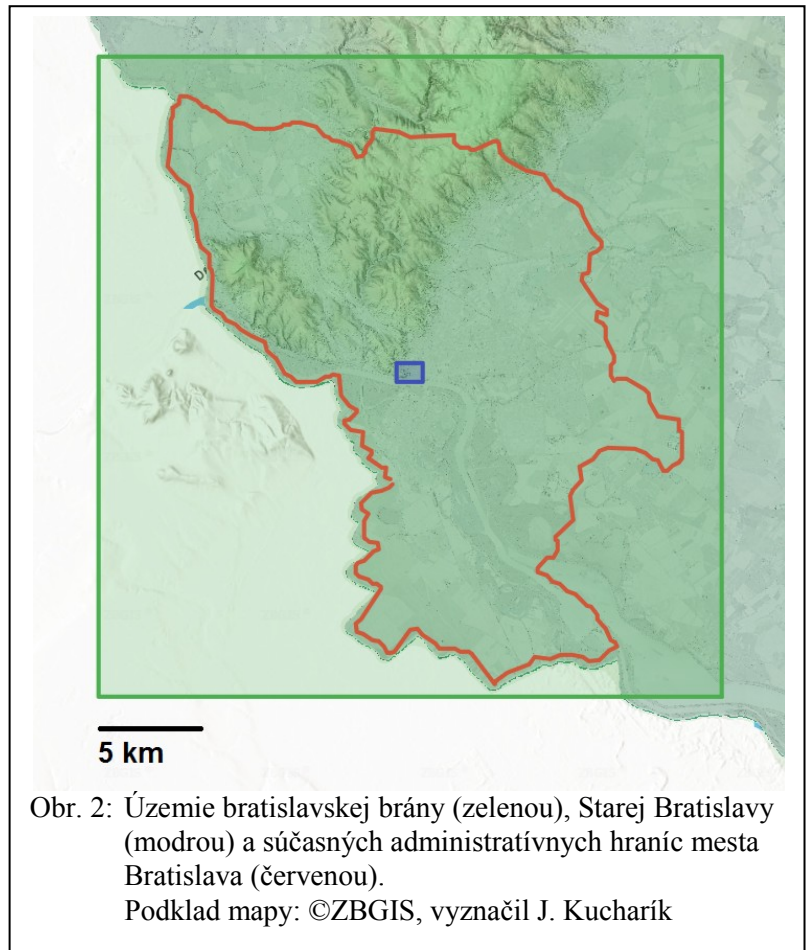 De
5 km
Obr. 2: Územie bratislavskej brány (zelenou), Starej Bratislavy
(modrou) a súčasných administratívnych hraníc mesta
Bratislava (červenou).
Podklad mapy: ©ZBGIS, vyznačil J. Kucharík